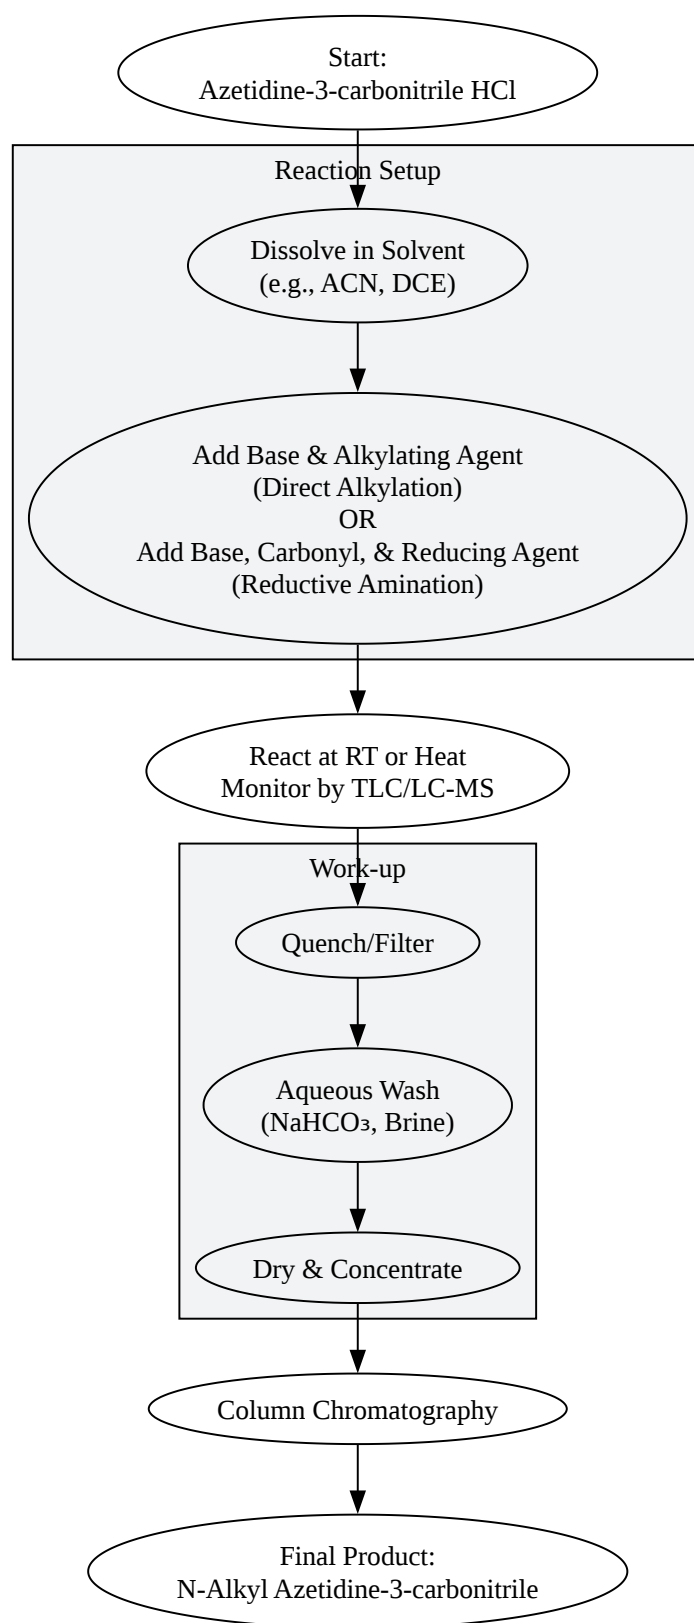 Start:
Azetidine-3-carbonitrile HCl
Reaction Setup
Dissolve in Solvent
(e.g., ACN, DCE)
Add Base & Alkylating Agent
(Direct Alkylation)
OR
Add Base, Carbonyl, & Reducing Agent
(Reductive Amination)
React at RT or Heat
Monitor by TLC/LC-MS
Work-up
Quench/Filter
Aqueous Wash
(NaHCO₃, Brine)
Dry & Concentrate
Column Chromatography
Final Product:
N-Alkyl Azetidine-3-carbonitrile